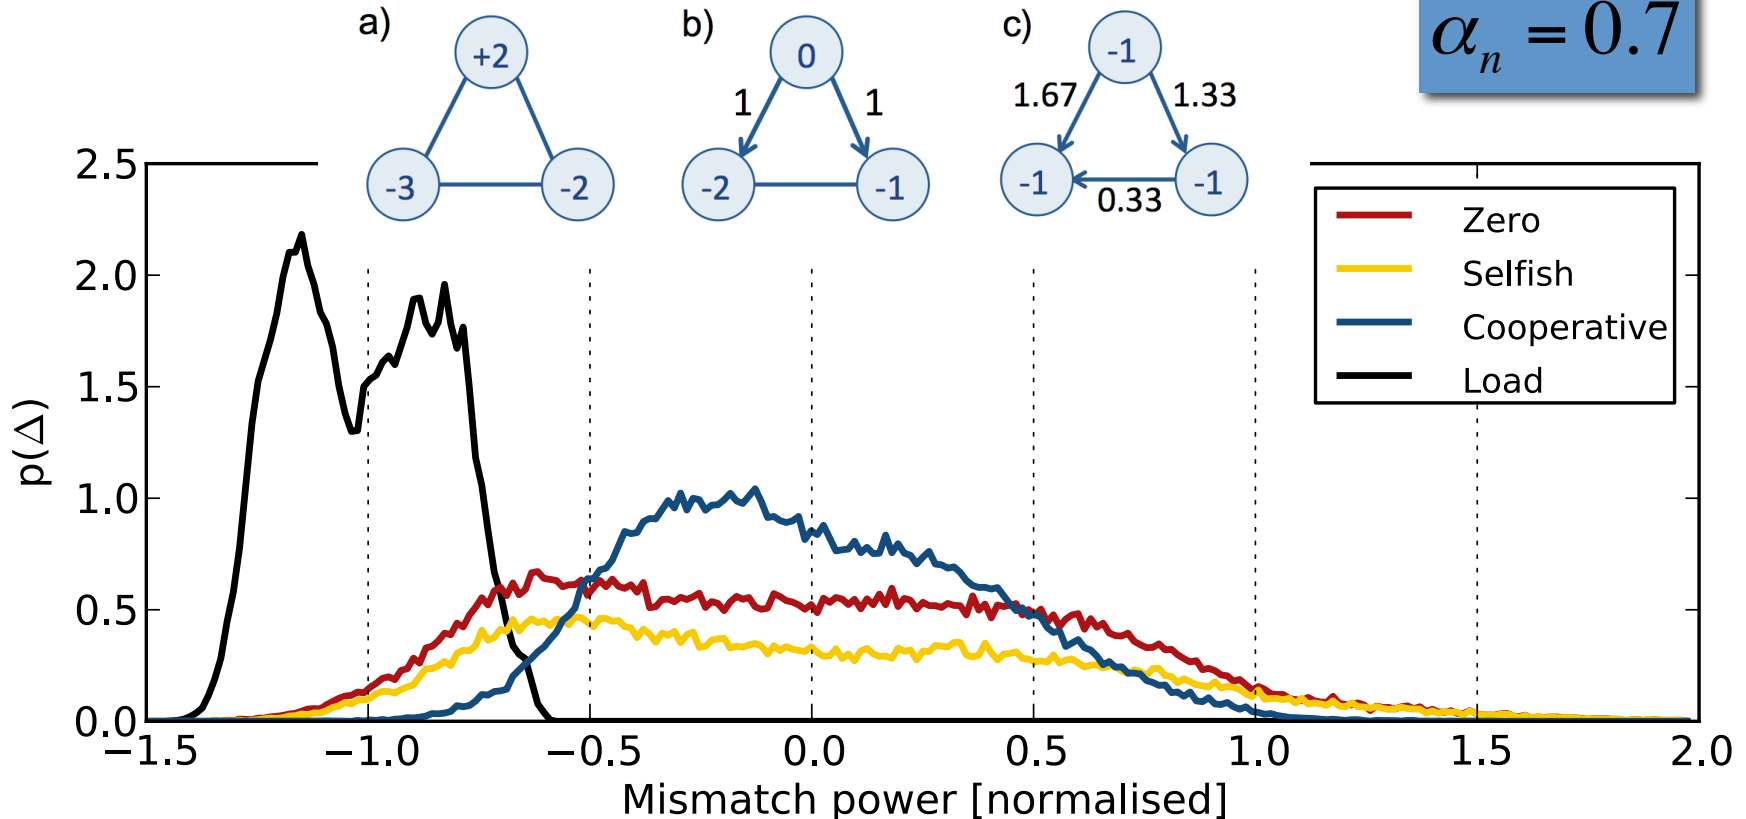 a)
b)
c)
αₙ = 0.7
+2
-3
-2
0
1
1
-2
-1
-1
1.67
1.33
-1
-1
0.33
2.5
2.0
1.5
1.0
0.5
0.0
p(Δ)
Zero
Selfish
Cooperative
Load
−1.5
−1.0
−0.5
0.0
0.5
1.0
1.5
2.0
Mismatch power [normalised]